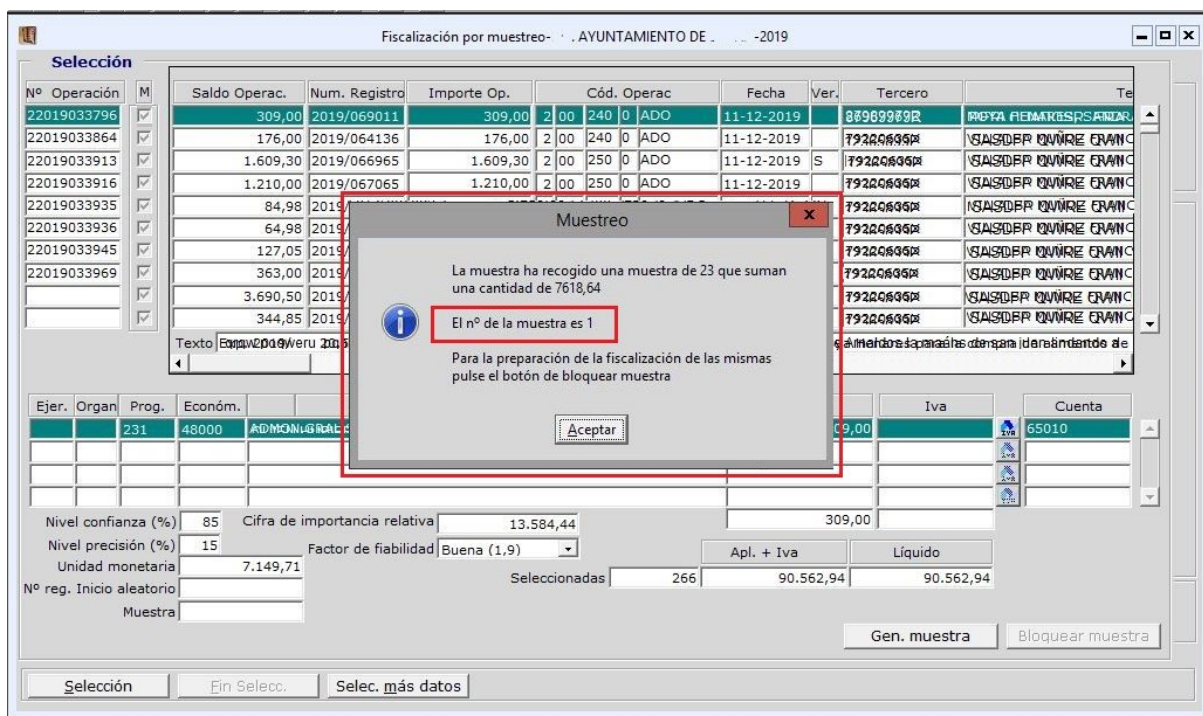 Fiscalización por muestreo- . AYUNTAMIENTO DE . -2019
Selección
Nº Operación M Saldo Operac. Num. Registro Importe Op. Cód. Operac Fecha Ver. Tercero Te
22019033796 309,00 2019/069011 309,00 2 00 240 0 ADO 11-12-2019
22019033864 176,00 2019/064136 176,00 2 00 240 0 ADO 11-12-2019
22019033913 1.609,30 2019/066965 1.609,30 2 00 250 0 ADO 11-12-2019 S
22019033916 1.210,00 2019/067065 1.210,00 2 00 250 0 ADO 11-12-2019
22019033935 84,98 2019/
22019033936 64,98 2019/
22019033945 127,05 2019/
22019033969 363,00 2019/
3.690,50 2019/
344,85 2019/
Texto
Muestreo x
La muestra ha recogido una muestra de 23 que suman
una cantidad de 7618,64
El nº de la muestra es 1
Para la preparación de la fiscalización de las mismas
pulse el botón de bloquear muestra
Aceptar
Ejer. Organ Prog. Económ. Iva Cuenta
231 48000 09,00 65010
Nivel confianza (%) 85 Cifra de importancia relativa 13.584,44 309,00
Nivel precisión (%) 15 Factor de fiabilidad Buena (1,9) Apl. + Iva Líquido
Unidad monetaria 7.149,71 Seleccionadas 266 90.562,94 90.562,94
Nº reg. Inicio aleatorio
Muestra
Gen. muestra Bloquear muestra
Selección Fin Selecc. Selec. más datos